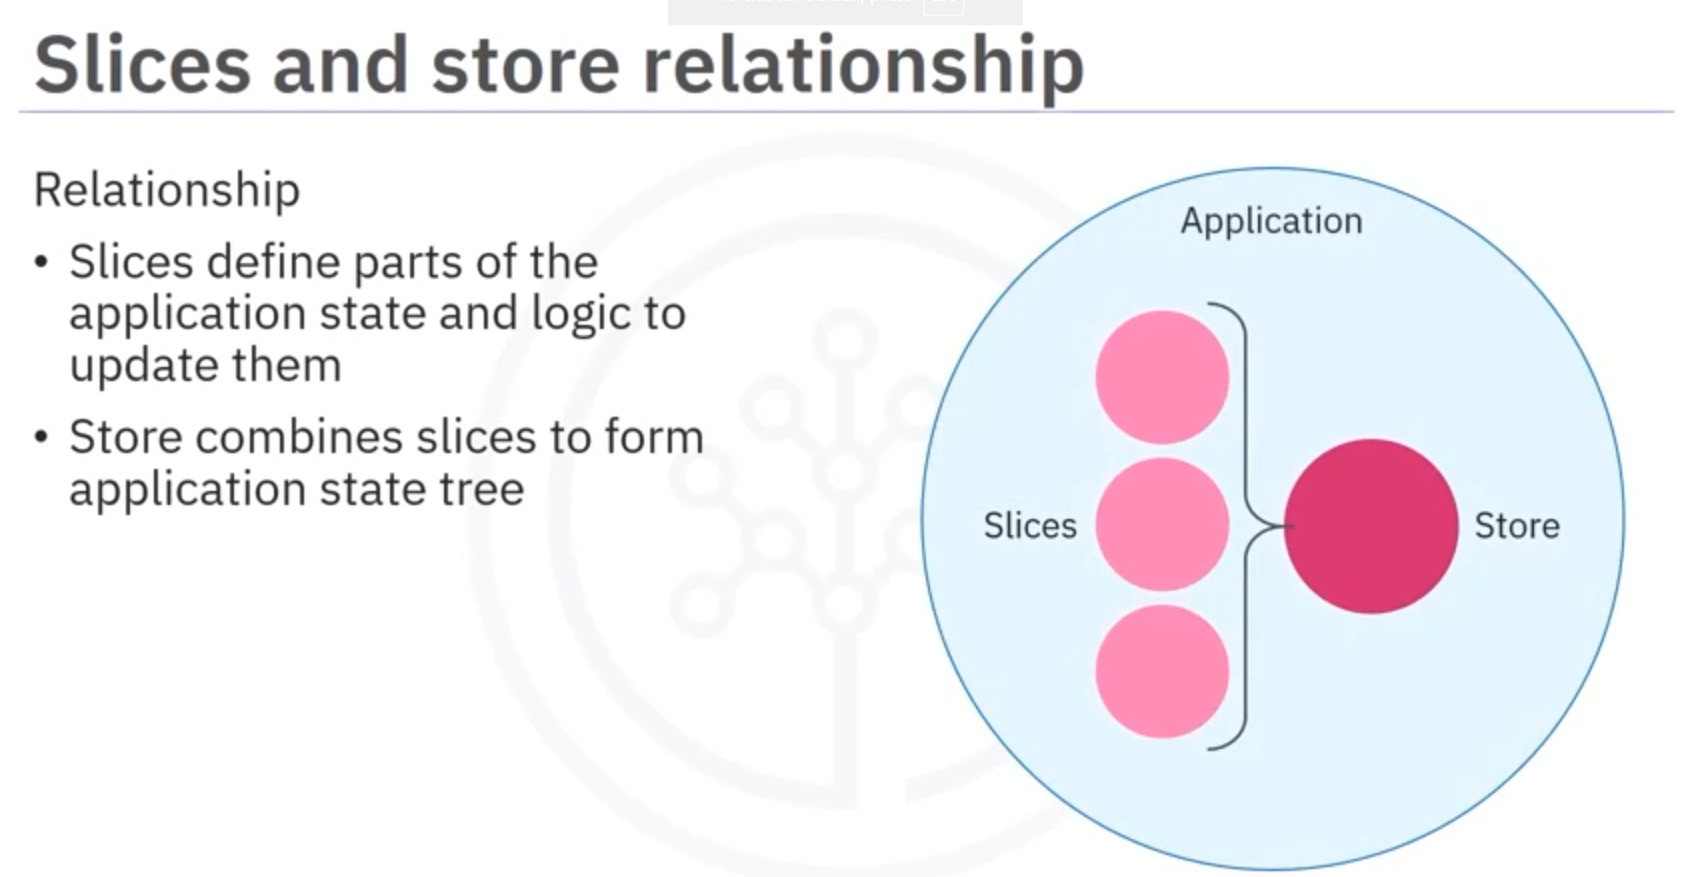 Slices and store relationship
Relationship
• Slices define parts of the
application state and logic to
update them
• Store combines slices to form
application state tree
Application
Slices
Store